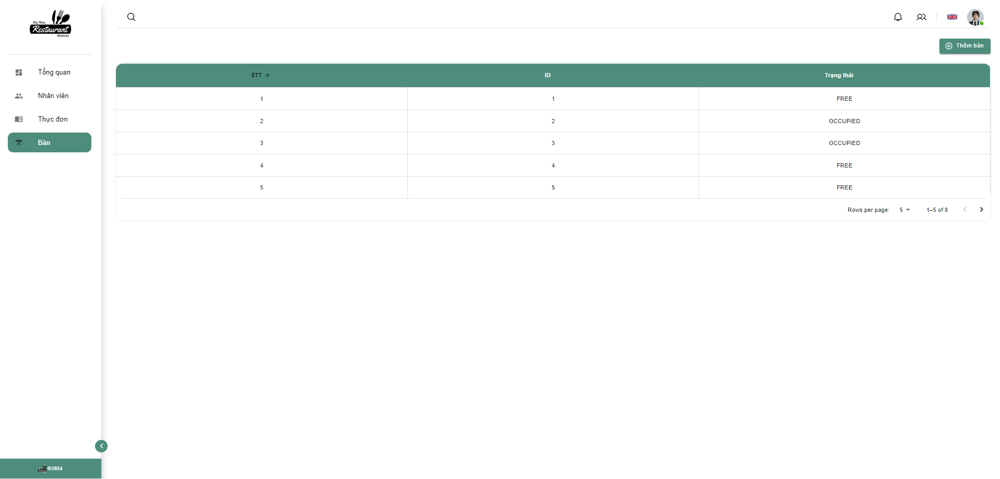 My New
Restaurant
Website
Tổng quan
Nhân viên
Thực đơn
Bàn
Thêm bàn
STT ID Trạng thái
1 1 FREE
2 2 OCCUPIED
3 3 OCCUPIED
4 4 FREE
5 5 FREE
Rows per page: 5 1–5 of 8
©2024